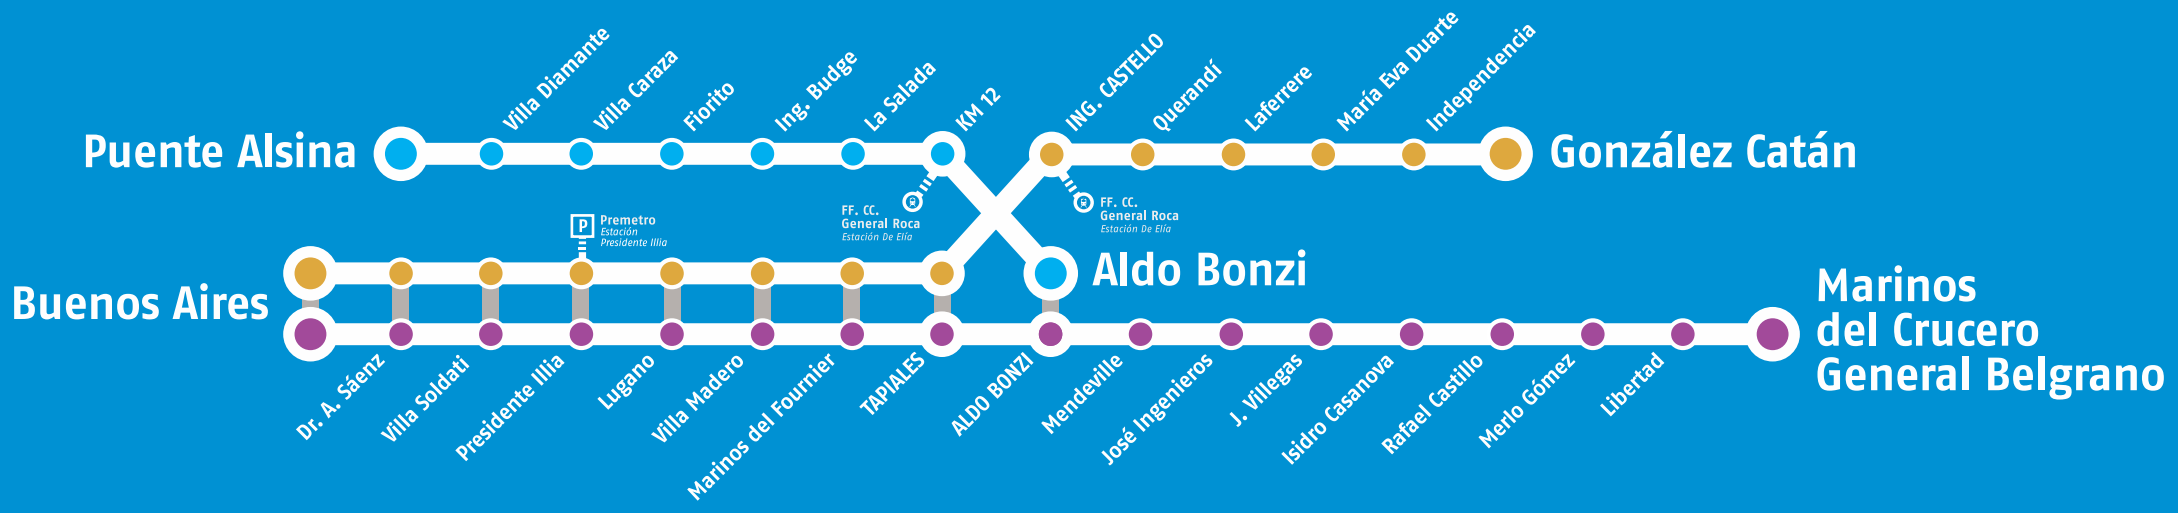 Villa Diamante
Villa Caraza
Fiorito
Ing. Budge
La Salada
KM 12
ING. CASTELLO
Querandí
Laferrere
María Eva Duarte
Independencia
Puente Alsina
González Catán
FF. CC.
General Roca
Estación De Elía
FF. CC.
General Roca
Estación De Elía
P
Premetro
Estación
Presidente Illia
Buenos Aires
Aldo Bonzi
Marinos
del Crucero
General Belgrano
Dr. A. Sáenz
Villa Soldati
Presidente Illia
Lugano
Villa Madero
Marinos del Fournier
TAPIALES
ALDO BONZI
Mendeville
José Ingenieros
J. Villegas
Isidro Casanova
Rafael Castillo
Merlo Gómez
Libertad